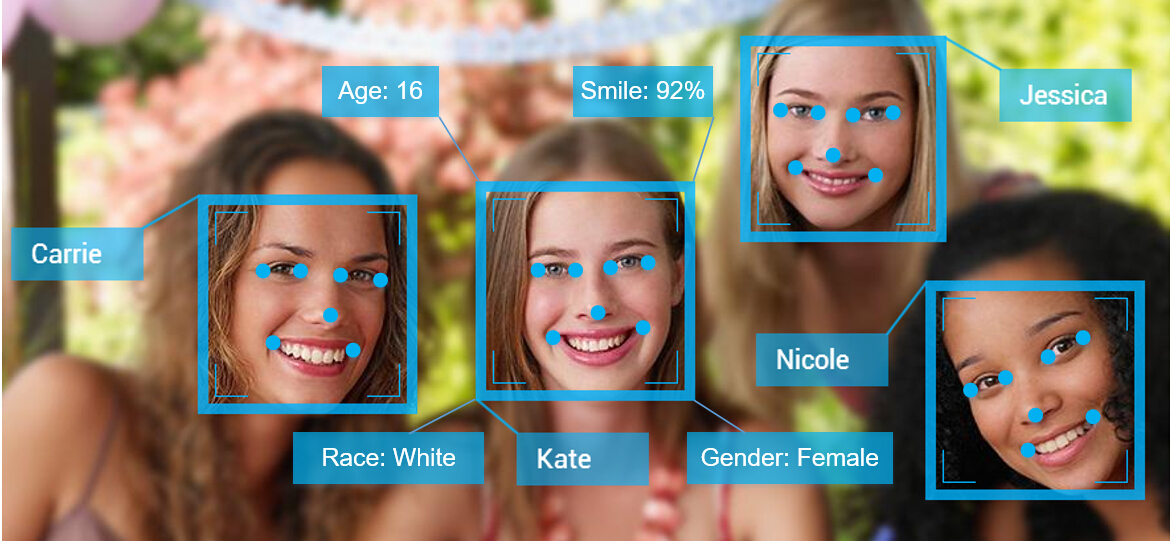 Age: 16
Smile: 92%
Jessica
Carrie
Nicole
Race: White
Kate
Gender: Female